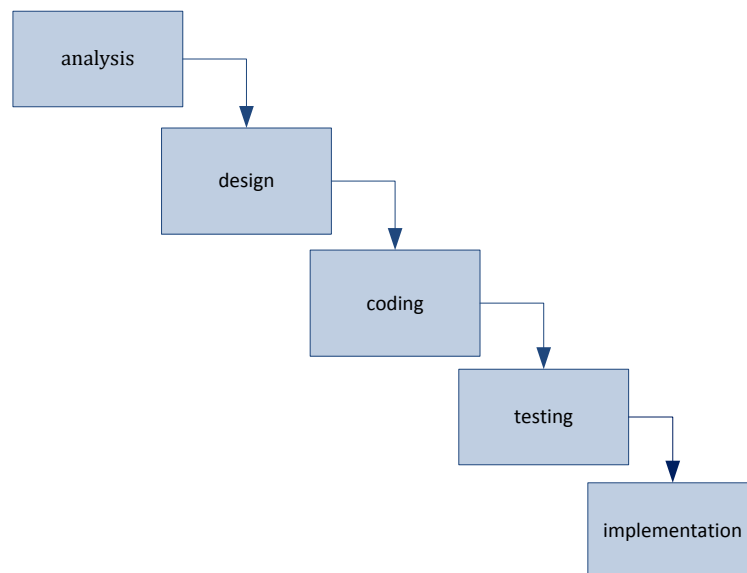 analysis
design
coding
testing
implementation